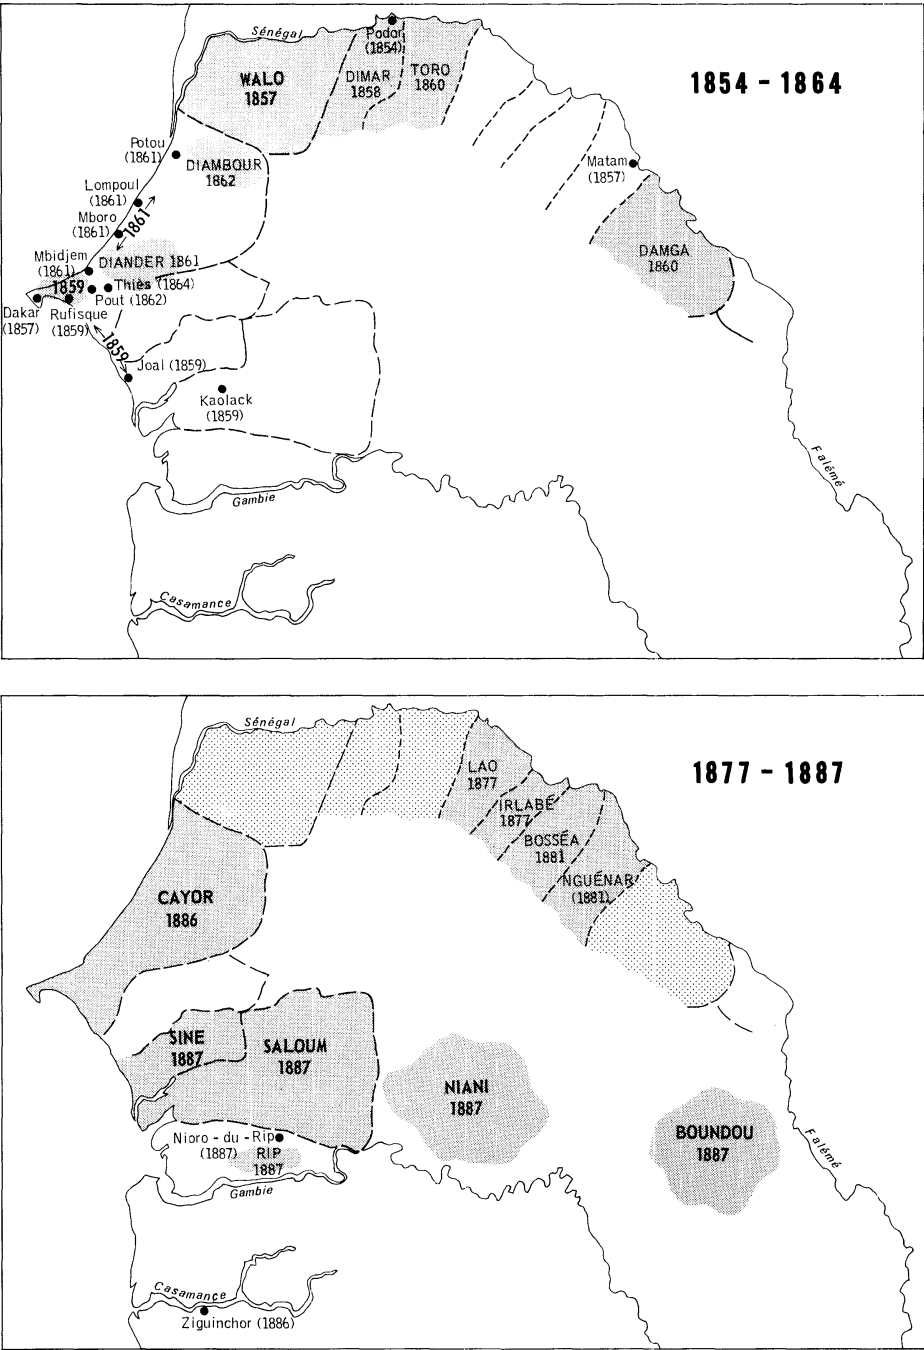 1854 - 1864
Sénégal
Podor
(1854)
WALO
1857
DIMAR
1858
TORO
1860
Potou
(1861)
DIAMBOUR
1862
Matam
(1857)
Lompoul
(1861)
1861
Mboro
(1861)
DAMGA
1860
Mbidjem
(1861)
DIANDER 1861
1859
Thiès (1864)
Pout (1862)
Dakar
(1857)
Rufisque
(1859)
1859
Joal (1859)
Kaolack
(1859)
Falémé
Gambie
Casamance
1877 - 1887
Sénégal
LAO
1877
IRLABÉ
1877
BOSSÉA
1881
NGUÉNAR
(1881)
CAYOR
1886
SINE
1887
SALOUM
1887
NIANI
1887
BOUNDOU
1887
Nioro - du - Rip
(1887)
RIP
1887
Gambie
Falémé
Casamance
Ziguinchor (1886)